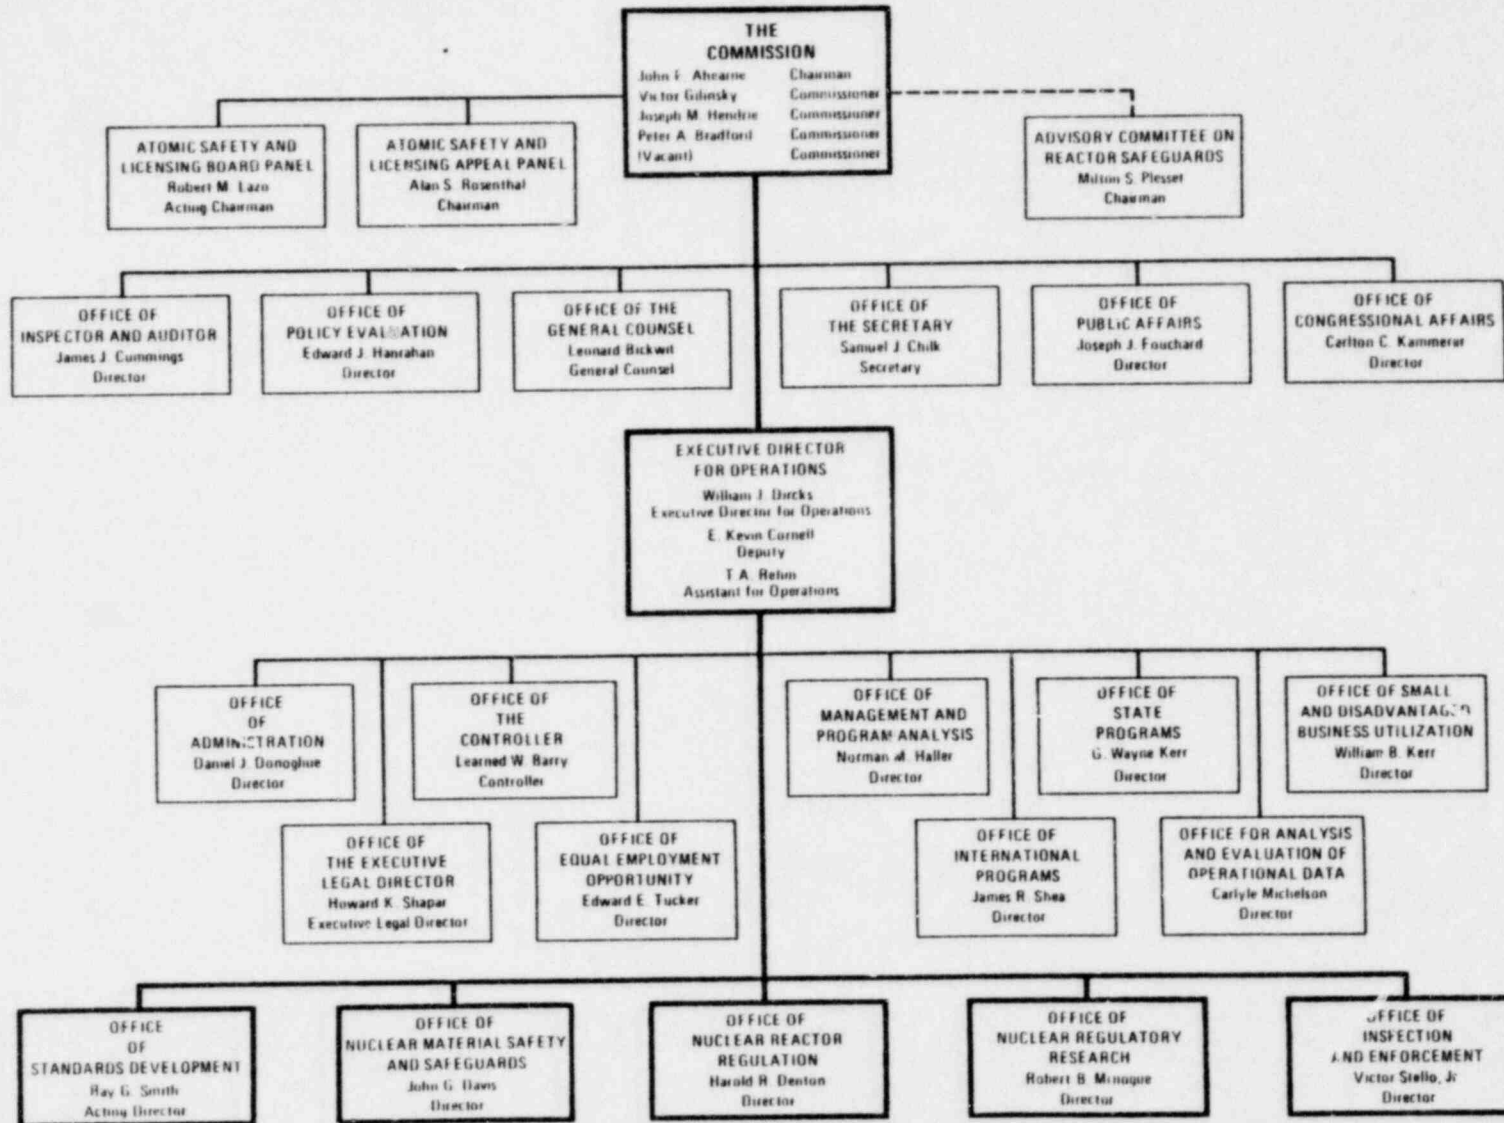 THE
COMMISSION
John F. Ahearne Chairman
Victor Gilinsky Commissioner
Joseph M. Hendrie Commissioner
Peter A. Bradford Commissioner
(Vacant) Commissioner
ATOMIC SAFETY AND
LICENSING BOARD PANEL
Robert M. Lazo
Acting Chairman
ATOMIC SAFETY AND
LICENSING APPEAL PANEL
Alan S. Rosenthal
Chairman
ADVISORY COMMITTEE ON
REACTOR SAFEGUARDS
Milton S. Plesset
Chairman
OFFICE OF
INSPECTOR AND AUDITOR
James J. Cummings
Director
OFFICE OF
POLICY EVALUATION
Edward J. Hanrahan
Director
OFFICE OF THE
GENERAL COUNSEL
Leonard Bickwit
General Counsel
OFFICE OF
THE SECRETARY
Samuel J. Chilk
Secretary
OFFICE OF
PUBLIC AFFAIRS
Joseph J. Fouchard
Director
OFFICE OF
CONGRESSIONAL AFFAIRS
Carlton C. Kammerer
Director
EXECUTIVE DIRECTOR
FOR OPERATIONS
William J. Dircks
Executive Director for Operations
E. Kevin Cornell
Deputy
T.A. Rehm
Assistant for Operations
OFFICE
OF
ADMINISTRATION
Daniel J. Donoghue
Director
OFFICE OF
THE
CONTROLLER
Learned W. Barry
Controller
OFFICE OF
MANAGEMENT AND
PROGRAM ANALYSIS
Norman M. Haller
Director
OFFICE OF
STATE
PROGRAMS
G. Wayne Kerr
Director
OFFICE OF SMALL
AND DISADVANTAGED
BUSINESS UTILIZATION
William B. Kerr
Director
OFFICE OF
THE EXECUTIVE
LEGAL DIRECTOR
Howard K. Shapar
Executive Legal Director
OFFICE OF
EQUAL EMPLOYMENT
OPPORTUNITY
Edward E. Tucker
Director
OFFICE OF
INTERNATIONAL
PROGRAMS
James R. Shea
Director
OFFICE FOR ANALYSIS
AND EVALUATION OF
OPERATIONAL DATA
Carlyle Michelson
Director
OFFICE
OF
STANDARDS DEVELOPMENT
Ray G. Smith
Acting Director
OFFICE OF
NUCLEAR MATERIAL SAFETY
AND SAFEGUARDS
John G. Davis
Director
OFFICE OF
NUCLEAR REACTOR
REGULATION
Harold R. Denton
Director
OFFICE OF
NUCLEAR REGULATORY
RESEARCH
Robert B. Minogue
Director
OFFICE OF
INSPECTION
AND ENFORCEMENT
Victor Stello, Jr
Director